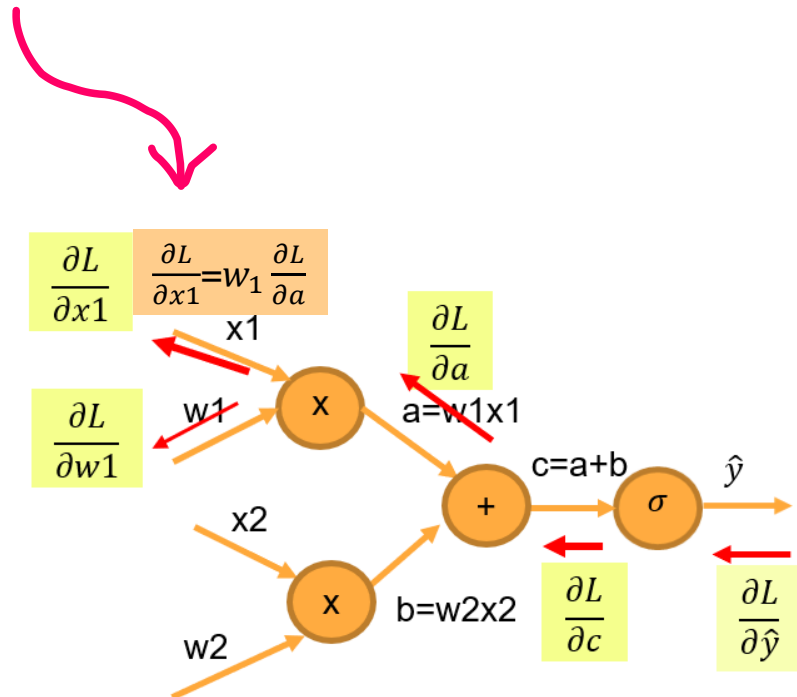 ∂L/∂x1
∂L/∂x1=w₁ ∂L/∂a
x1
∂L/∂a
w1
x
a=w1x1
∂L/∂w1
c=a+b
ŷ
+
σ
x2
x
b=w2x2
∂L/∂c
∂L/∂ŷ
w2